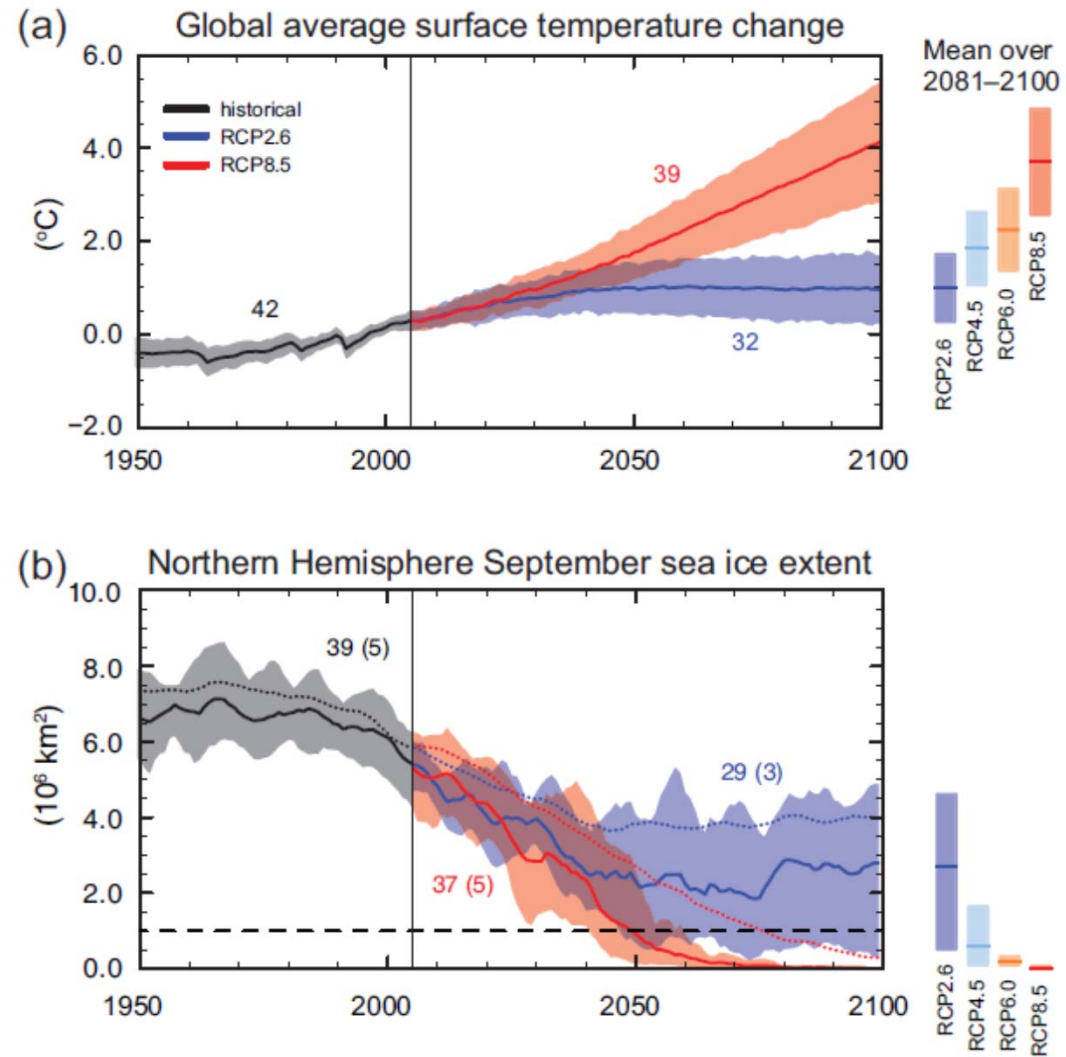 (a) Global average surface temperature change
Mean over
2081–2100
6.0
4.0
2.0
0.0
−2.0
(°C)
historical
RCP2.6
RCP8.5
39
42
32
1950
2000
2050
2100
RCP2.6
RCP4.5
RCP6.0
RCP8.5
(b) Northern Hemisphere September sea ice extent
10.0
8.0
6.0
4.0
2.0
0.0
(10⁶ km²)
39 (5)
29 (3)
37 (5)
1950
2000
2050
2100
RCP2.6
RCP4.5
RCP6.0
RCP8.5